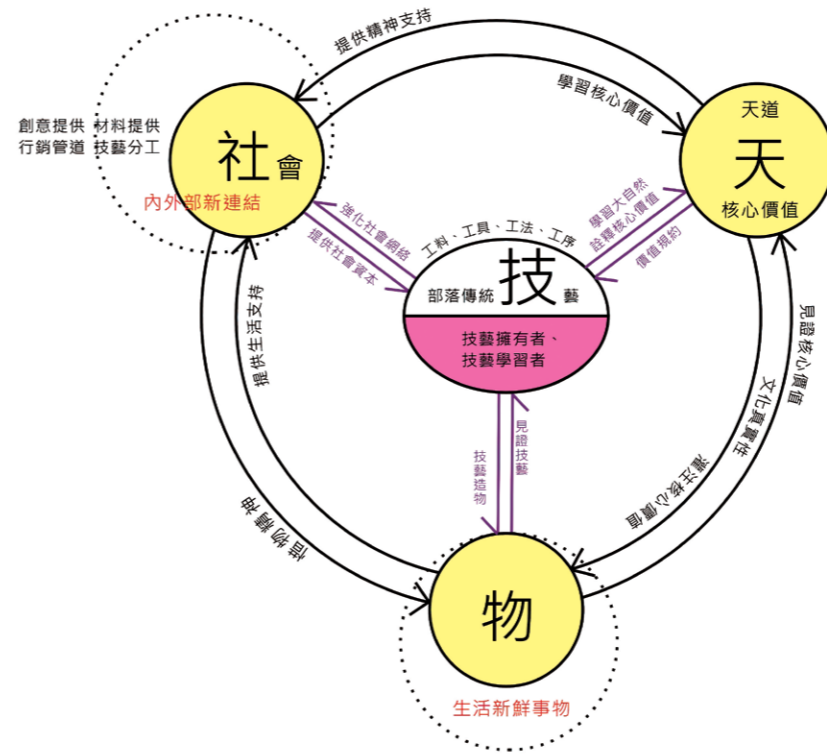 提供精神支持
學習核心價值
創意提供 材料提供
行銷管道 技藝分工
社會
內外部新連結
天道
天
核心價值
強化社會網絡
提供社會資本
學習大自然
詮釋核心價值
價值規約
工料、工具、工法、工序
部落傳統技藝
技藝擁有者、
技藝學習者
提供生活支持
惜物精神
技藝造物
見證技藝
見證核心價值
文化真實性
灌注核心價值
物
生活新鮮事物